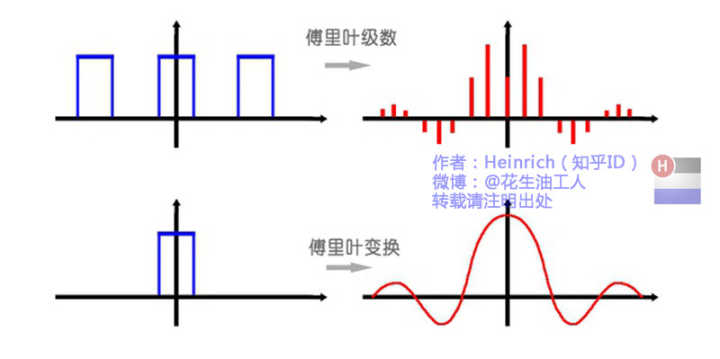 傅里叶级数
作者：Heinrich（知乎ID）
H
微博：@花生油工人
转载请注明出处
傅里叶变换